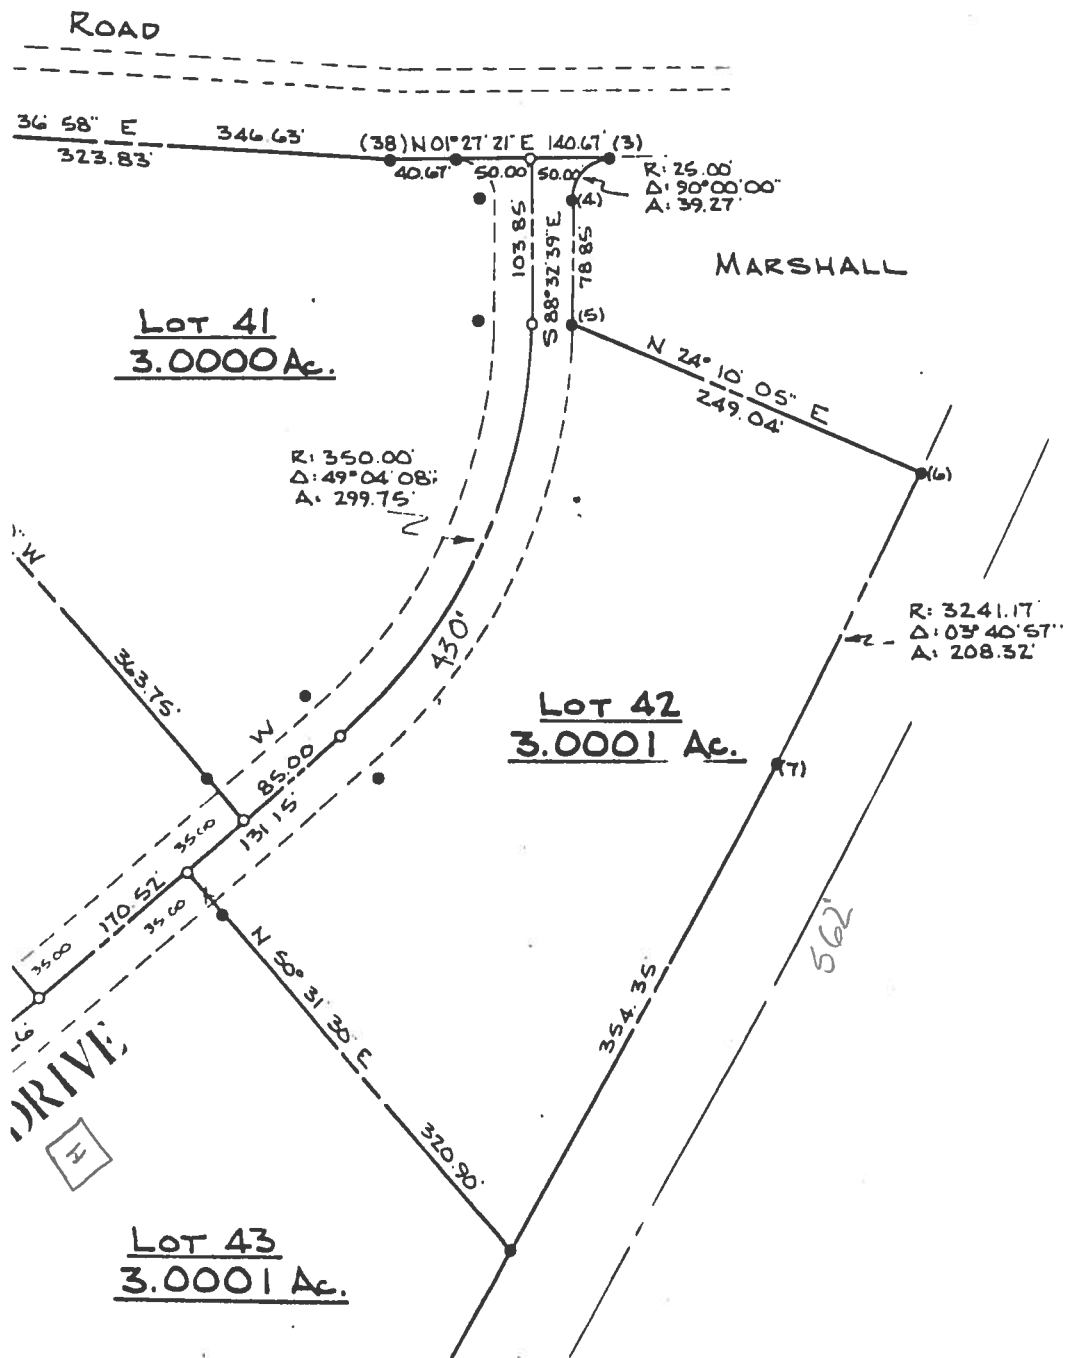 ROAD
36' 58" E
346.63'
323.83'
(38) N 01° 27' 21" E 140.67' (3)
40.67'
50.00'
50.00'
R: 25.00'
Δ: 90°00'00"
A: 39.27'
(4)
103.85'
S 88° 32' 39" E
78.85'
(5)
MARSHALL
LOT 41
3.0000 Ac.
N 24° 10' 05" E
249.04'
(6)
R: 350.00'
Δ: 49° 04' 08"
A: 299.75'
W
363.75'
430'
R: 3241.17'
Δ: 03° 40' 57"
A: 208.32'
LOT 42
3.0001 Ac.
(7)
W
85.00
131.15'
35.00
170.52'
35.00
35.00
562'
N 50° 31' 30" E
354.35
6'
DRIVE
H
320.90'
LOT 43
3.0001 Ac.